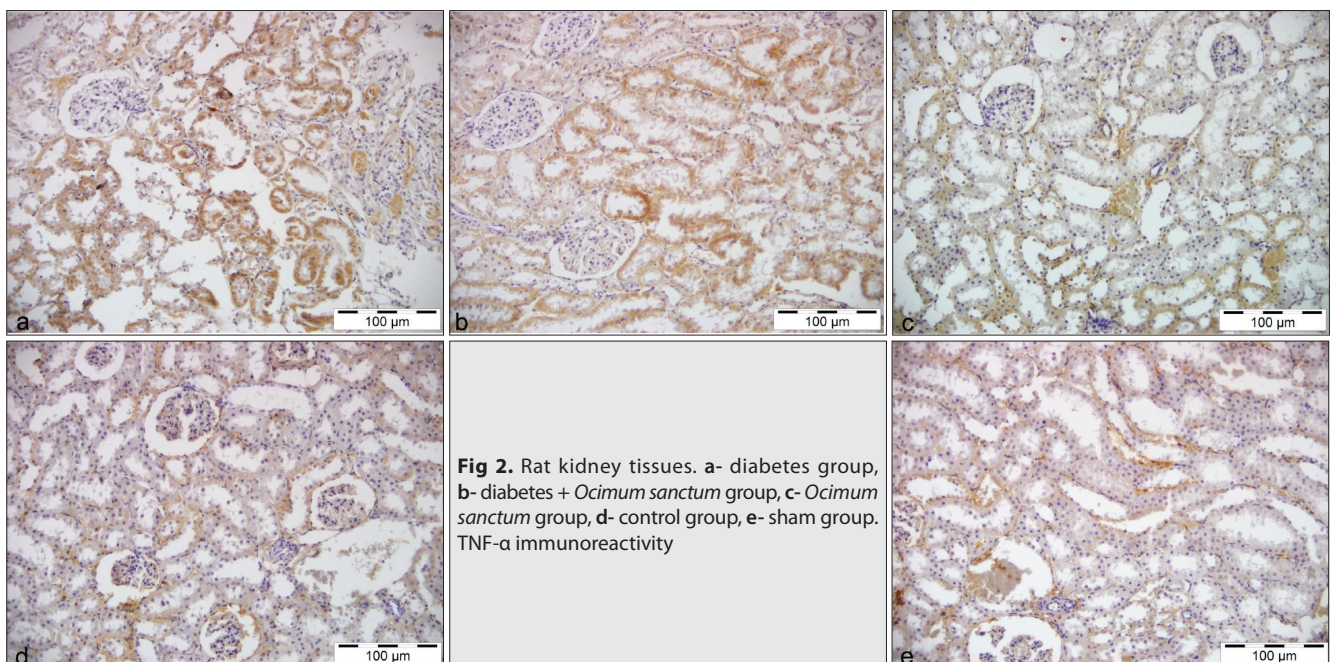 a
100 µm
b
100 µm
c
100 µm
d
100 µm
Fig 2. Rat kidney tissues. a- diabetes group,
b- diabetes + Ocimum sanctum group, c- Ocimum
sanctum group, d- control group, e- sham group.
TNF-α immunoreactivity
e
100 µm